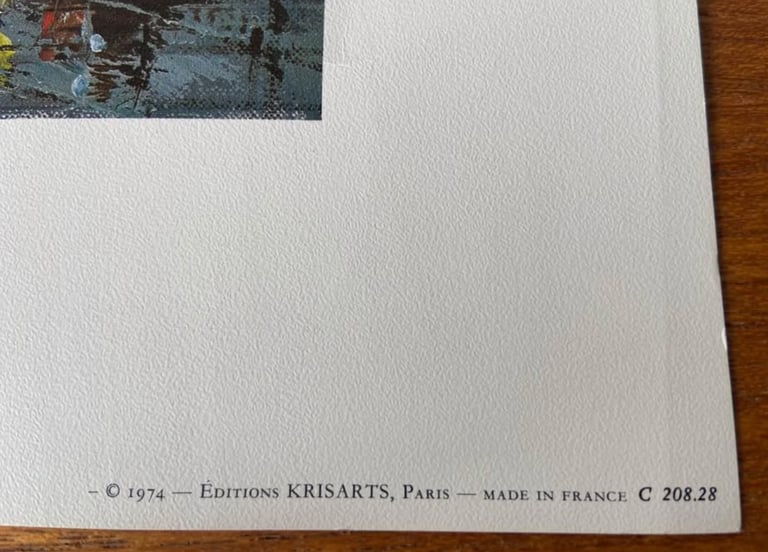 – © 1974 — Éditions KRISARTS, Paris — MADE IN FRANCE C 208.28